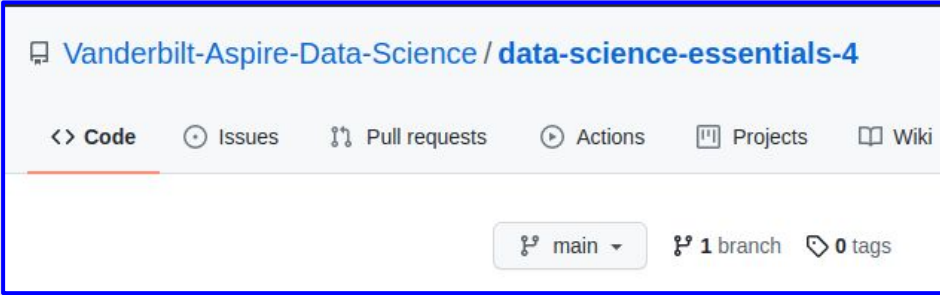 Vanderbilt-Aspire-Data-Science / data-science-essentials-4
<> Code Issues Pull requests Actions Projects Wiki
main 1 branch 0 tags